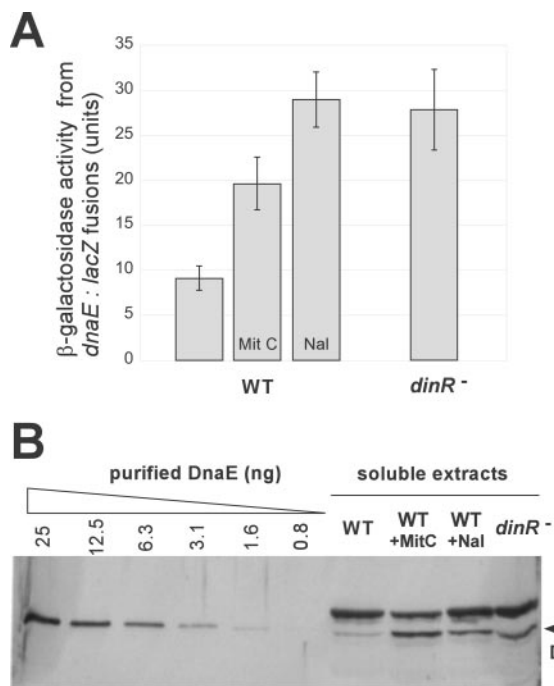 A
β-galactosidase activity from
dnaE : lacZ fusions (units)
35
30
25
20
15
10
5
0
Mit C
Nal
WT
dinR -
B
purified DnaE (ng)
soluble extracts
25
12.5
6.3
3.1
1.6
0.8
WT
WT
+MitC
WT
+Nal
dinR -